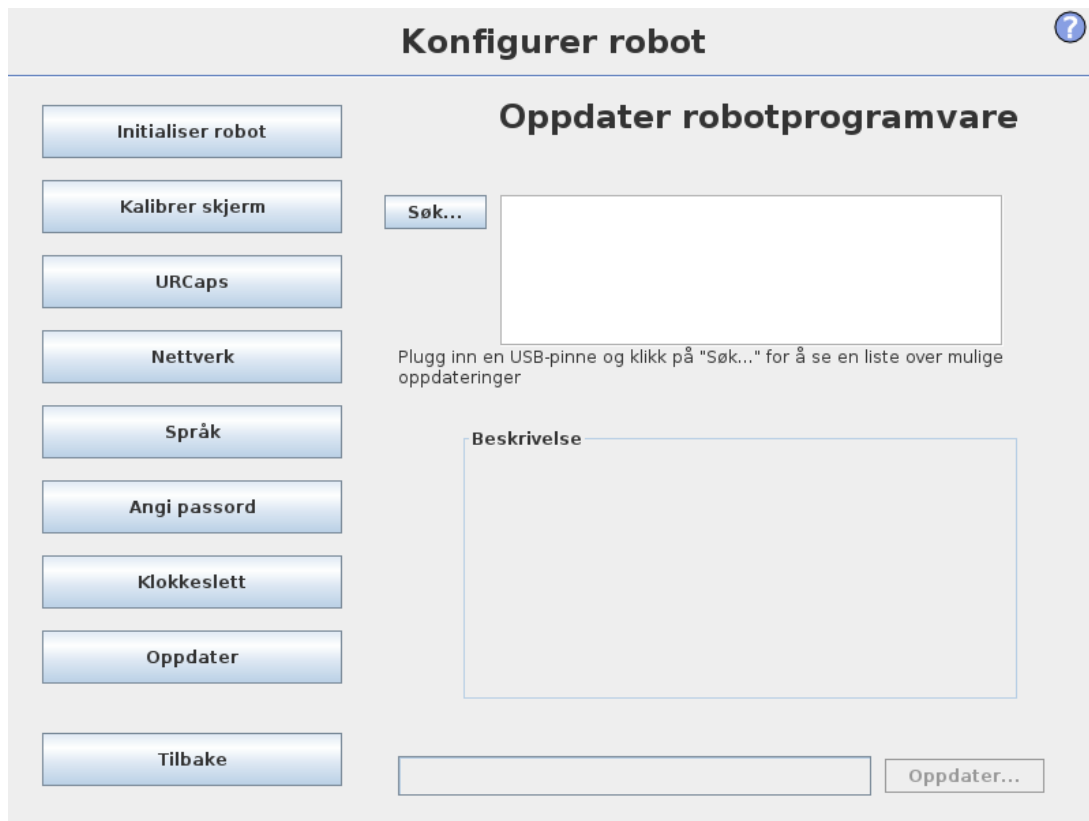 Konfigurer robot
?
Initialiser robot
Kalibrer skjerm
URCaps
Nettverk
Språk
Angi passord
Klokkeslett
Oppdater
Tilbake
Oppdater robotprogramvare
Søk...
Plugg inn en USB-pinne og klikk på "Søk..." for å se en liste over mulige
oppdateringer
Beskrivelse
Oppdater...